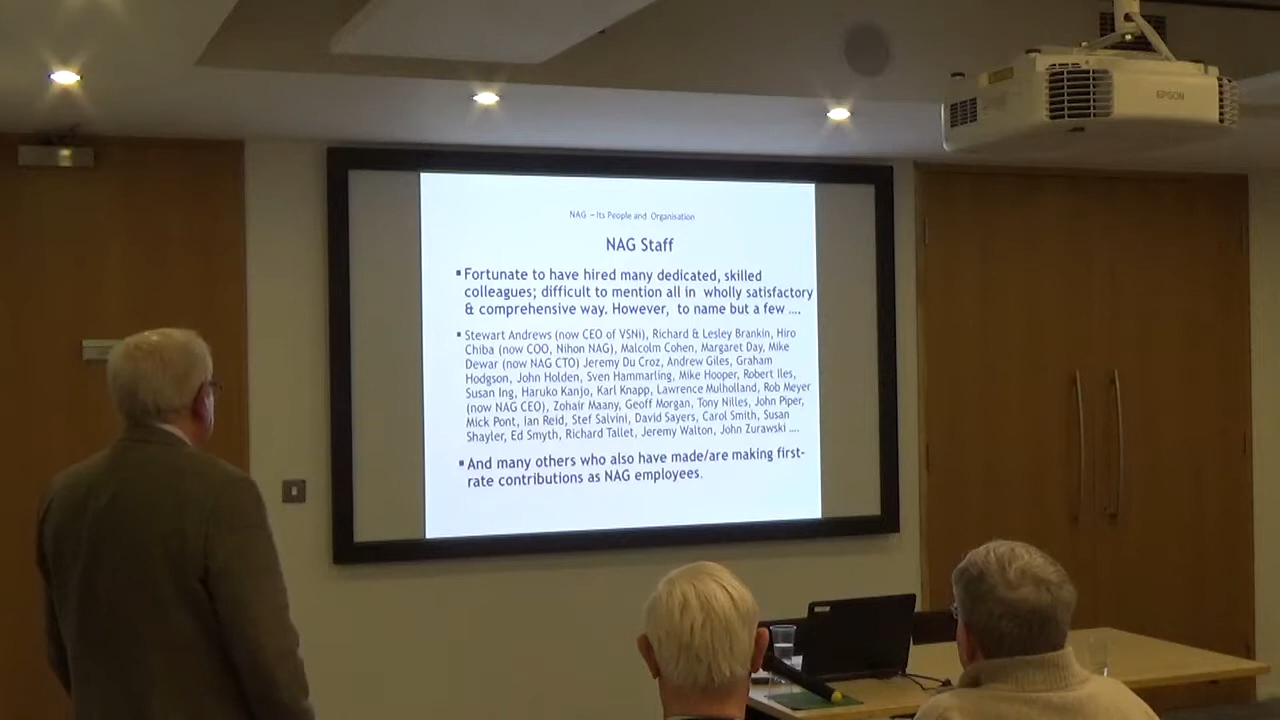 EPSON
NAG – Its People and Organisation
NAG Staff
▪Fortunate to have hired many dedicated, skilled
colleagues; difficult to mention all in wholly satisfactory
& comprehensive way. However, to name but a few ....
▪Stewart Andrews (now CEO of VSNi), Richard & Lesley Brankin, Hiro
Chiba (now COO, Nihon NAG), Malcolm Cohen, Margaret Day, Mike
Dewar (now NAG CTO) Jeremy Du Croz, Andrew Giles, Graham
Hodgson, John Holden, Sven Hammarling, Mike Hooper, Robert Iles,
Susan Ing, Haruko Kanjo, Karl Knapp, Lawrence Mulholland, Rob Meyer
(now NAG CEO), Zohair Maany, Geoff Morgan, Tony Nilles, John Piper,
Mick Pont, Ian Reid, Stef Salvini, David Sayers, Carol Smith, Susan
Shayler, Ed Smyth, Richard Tallet, Jeremy Walton, John Zurawski ....
▪And many others who also have made/are making first-
rate contributions as NAG employees.